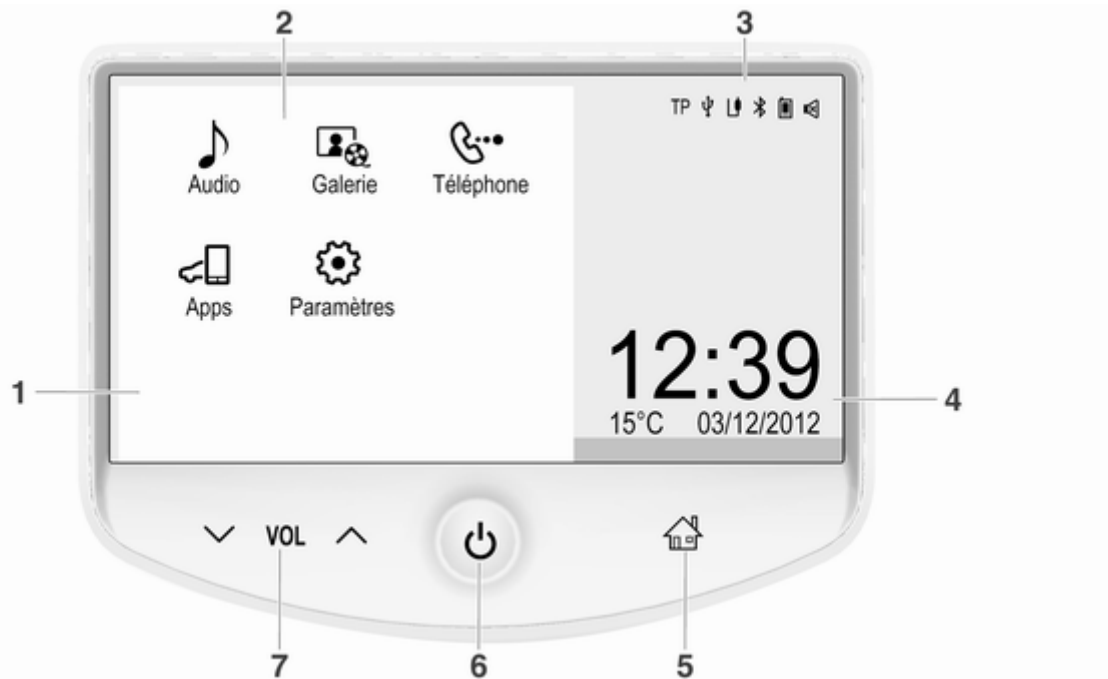 2
3
TP
Audio
Galerie
Téléphone
Apps
Paramètres
12:39
1
4
15°C 03/12/2012
VOL
7
6
5